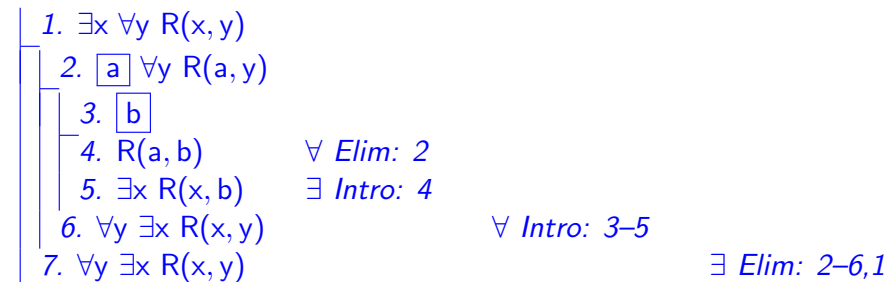 1. ∃x ∀y R(x, y)
2. a ∀y R(a, y)
3. b
4. R(a, b) ∀ Elim: 2
5. ∃x R(x, b) ∃ Intro: 4
6. ∀y ∃x R(x, y) ∀ Intro: 3–5
7. ∀y ∃x R(x, y) ∃ Elim: 2–6,1